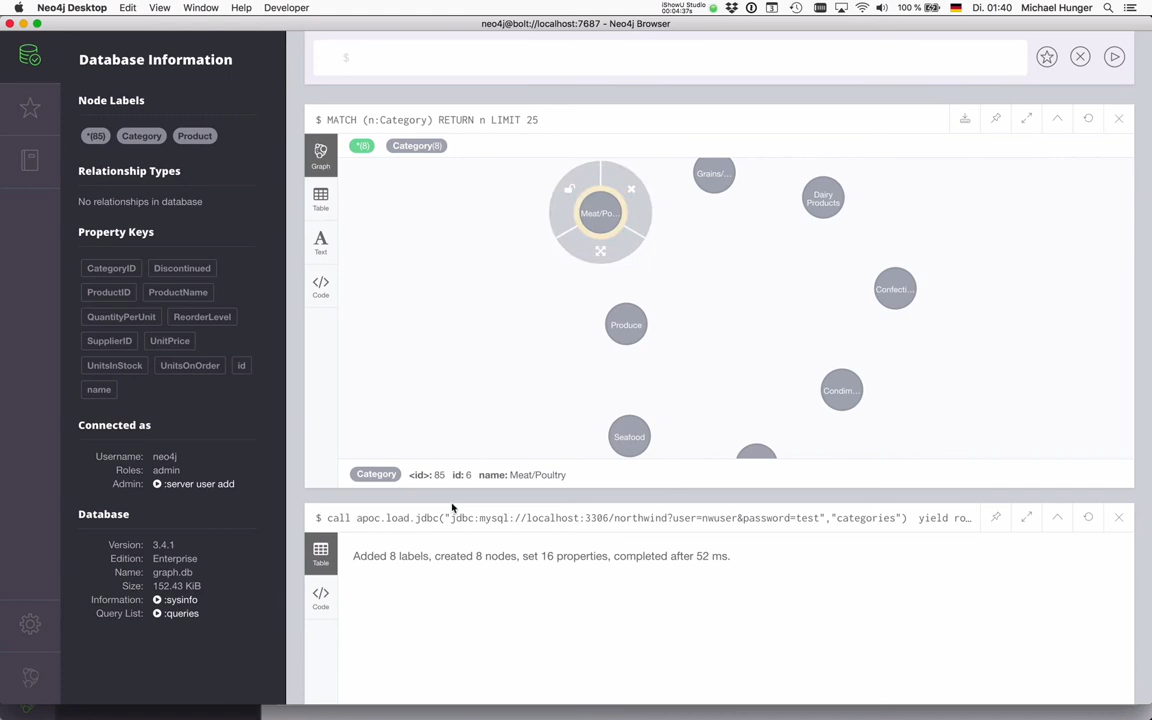 Neo4j Desktop Edit View Window Help Developer iShowU Studio 00:04:37s 3 100 % Di. 01:40 Michael Hunger
neo4j@bolt://localhost:7687 - Neo4j Browser
Database Information
Node Labels
*(85) Category Product
Relationship Types
No relationships in database
Property Keys
CategoryID Discontinued
ProductID ProductName
QuantityPerUnit ReorderLevel
SupplierID UnitPrice
UnitsInStock UnitsOnOrder id
name
Connected as
Username: neo4j
Roles: admin
Admin: :server user add
Database
Version: 3.4.1
Edition: Enterprise
Name: graph.db
Size: 152.43 KiB
Information: :sysinfo
Query List: :queries
$
$ MATCH (n:Category) RETURN n LIMIT 25
*(8) Category(8)
Graph
Table
Text
Code
Grains/...
Dairy
Products
Meat/Po...
Confecti...
Produce
Condim...
Seafood
Category <id>: 85 id: 6 name: Meat/Poultry
$ call apoc.load.jdbc("jdbc:mysql://localhost:3306/northwind?user=nwuser&password=test","categories") yield ro...
Table
Code
Added 8 labels, created 8 nodes, set 16 properties, completed after 52 ms.